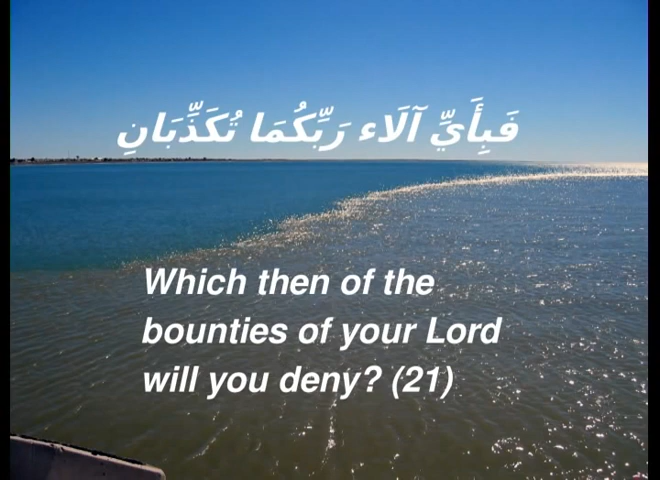 فَبِأَيِّ آلَاء رَبِّكُمَا تُكَذِّبَانِ
Which then of the
bounties of your Lord
will you deny? (21)